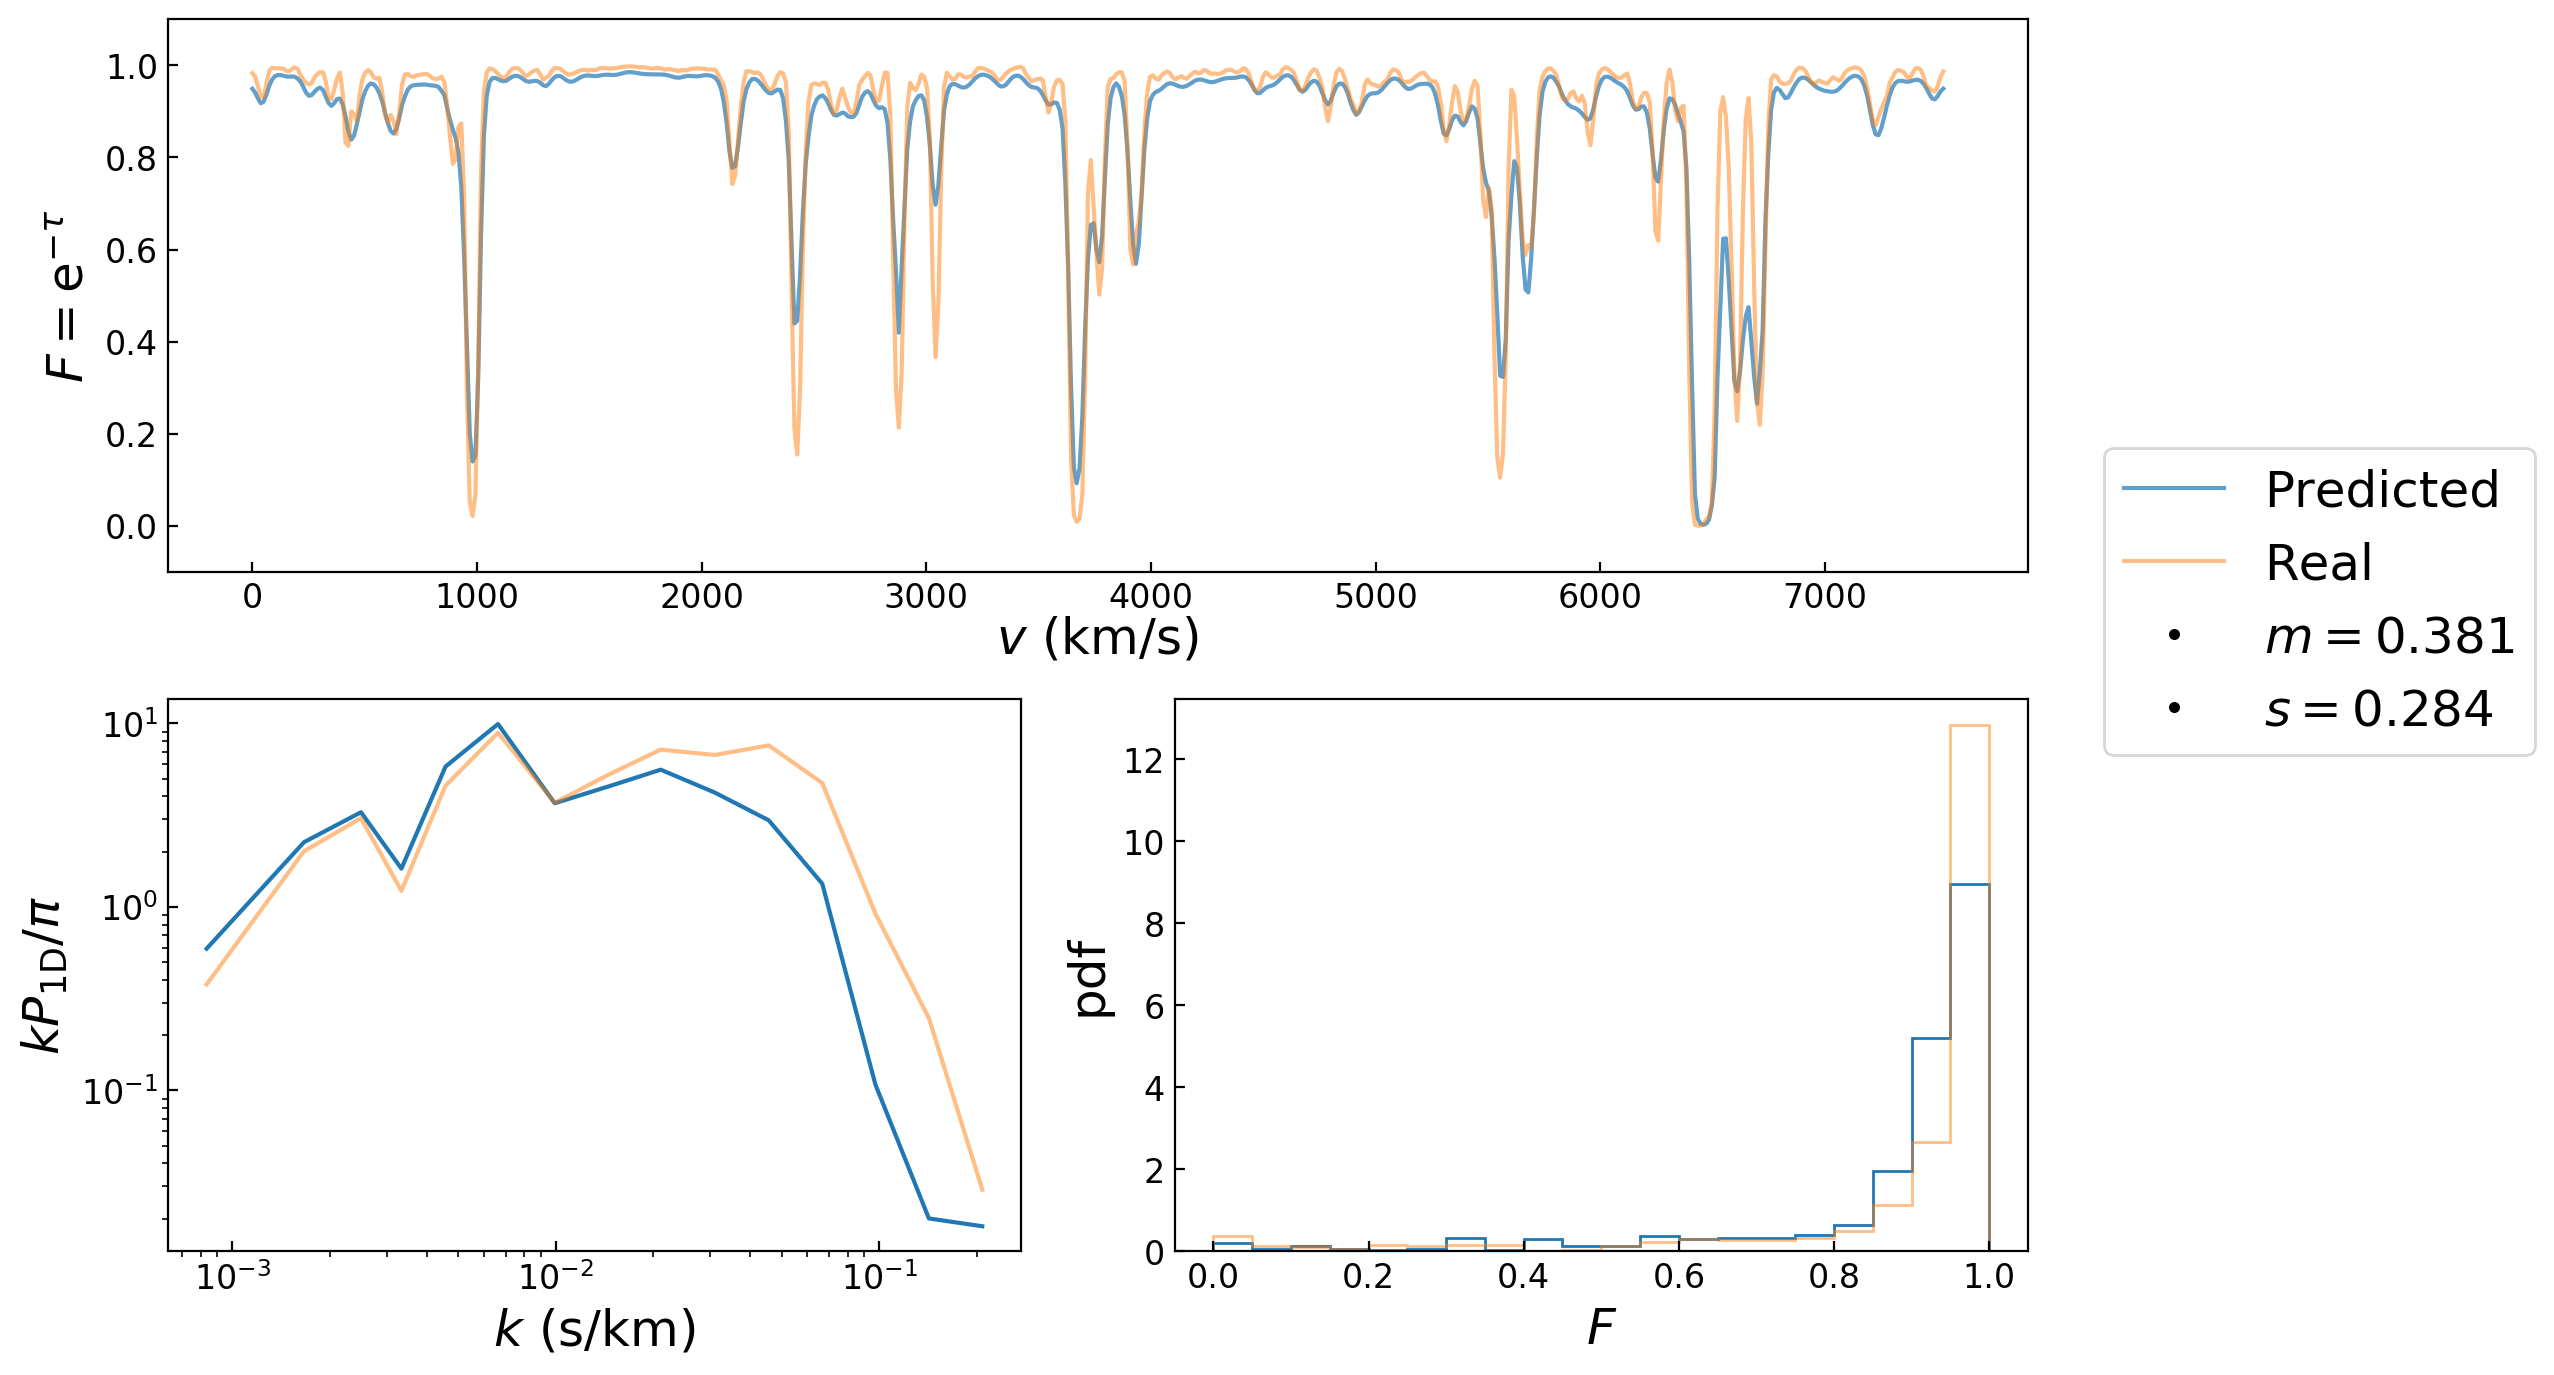 1.0
0.8
0.6
0.4
0.2
0.0
F = e^{-τ}
0 1000 2000 3000 4000 5000 6000 7000
v (km/s)
Predicted
Real
m = 0.381
s = 0.284
10^1
10^0
10^{-1}
kP_{1D}/π
10^{-3} 10^{-2} 10^{-1}
k (s/km)
12
10
8
6
4
2
0
pdf
0.0 0.2 0.4 0.6 0.8 1.0
F